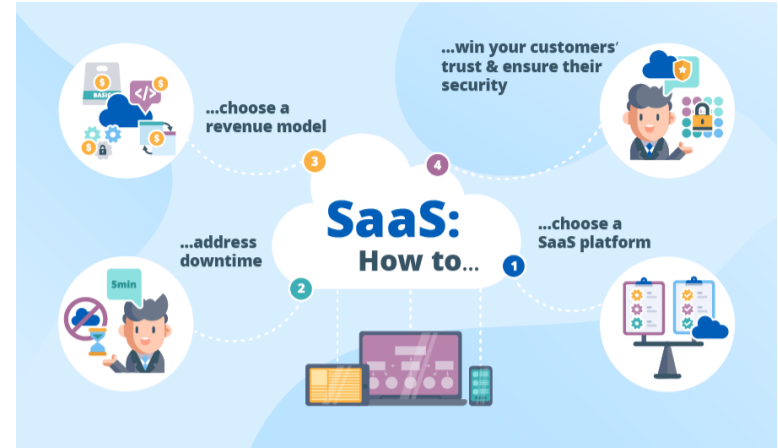 SaaS:
How to...
1
...choose a
SaaS platform
2
...address
downtime
5min
3
...choose a
revenue model
$
BASIC
</>
$
$
$
4
...win your customers'
trust & ensure their
security